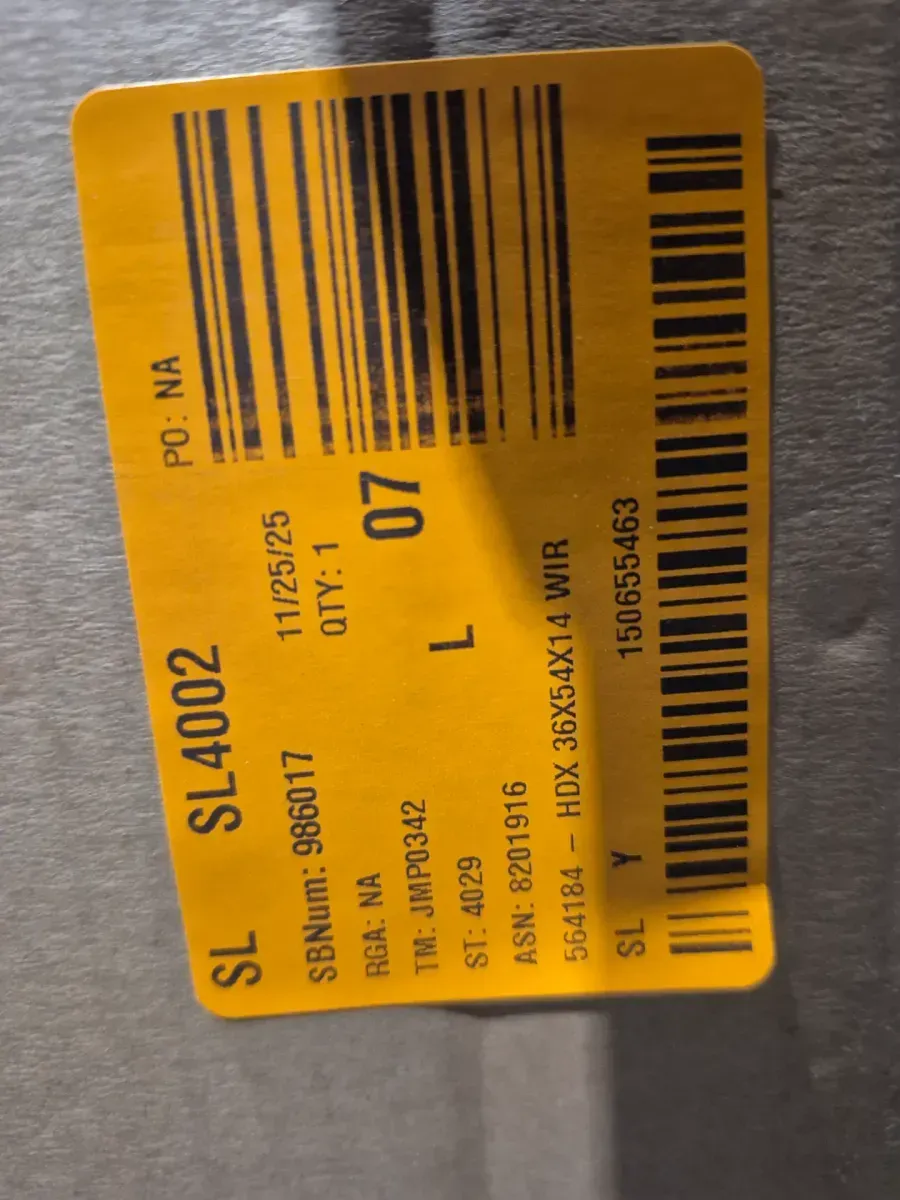 SL SL4002 PO: NA
SBNum: 986017 11/25/25
RGA: NA QTY: 1
TM: JMP0342 07
ST: 4029 L
ASN: 8201916
564184 - HDX 36X54X14 WIR
SL Y 150655463